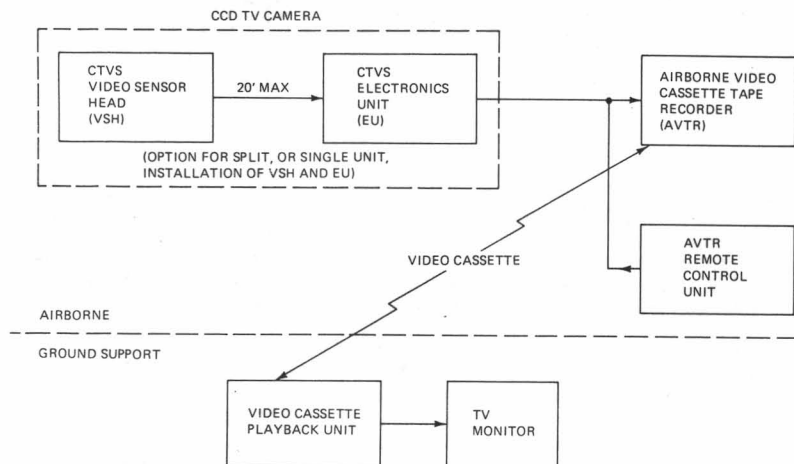 CCD TV CAMERA
CTVS
VIDEO SENSOR
HEAD
(VSH)
20' MAX
CTVS
ELECTRONICS
UNIT
(EU)
(OPTION FOR SPLIT, OR SINGLE UNIT,
INSTALLATION OF VSH AND EU)
AIRBORNE VIDEO
CASSETTE TAPE
RECORDER
(AVTR)
VIDEO CASSETTE
AVTR
REMOTE
CONTROL
UNIT
AIRBORNE
GROUND SUPPORT
VIDEO CASSETTE
PLAYBACK UNIT
TV
MONITOR